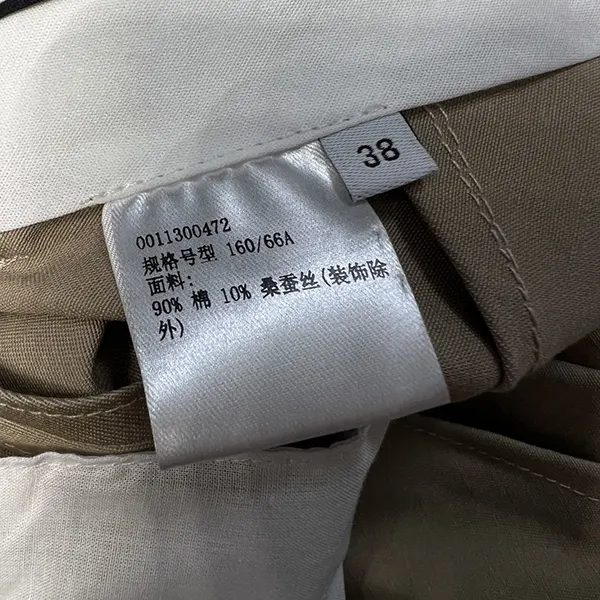 38
0011300472
规格号型 160/66A
面料:
90% 棉 10% 桑蚕丝(装饰除
外)